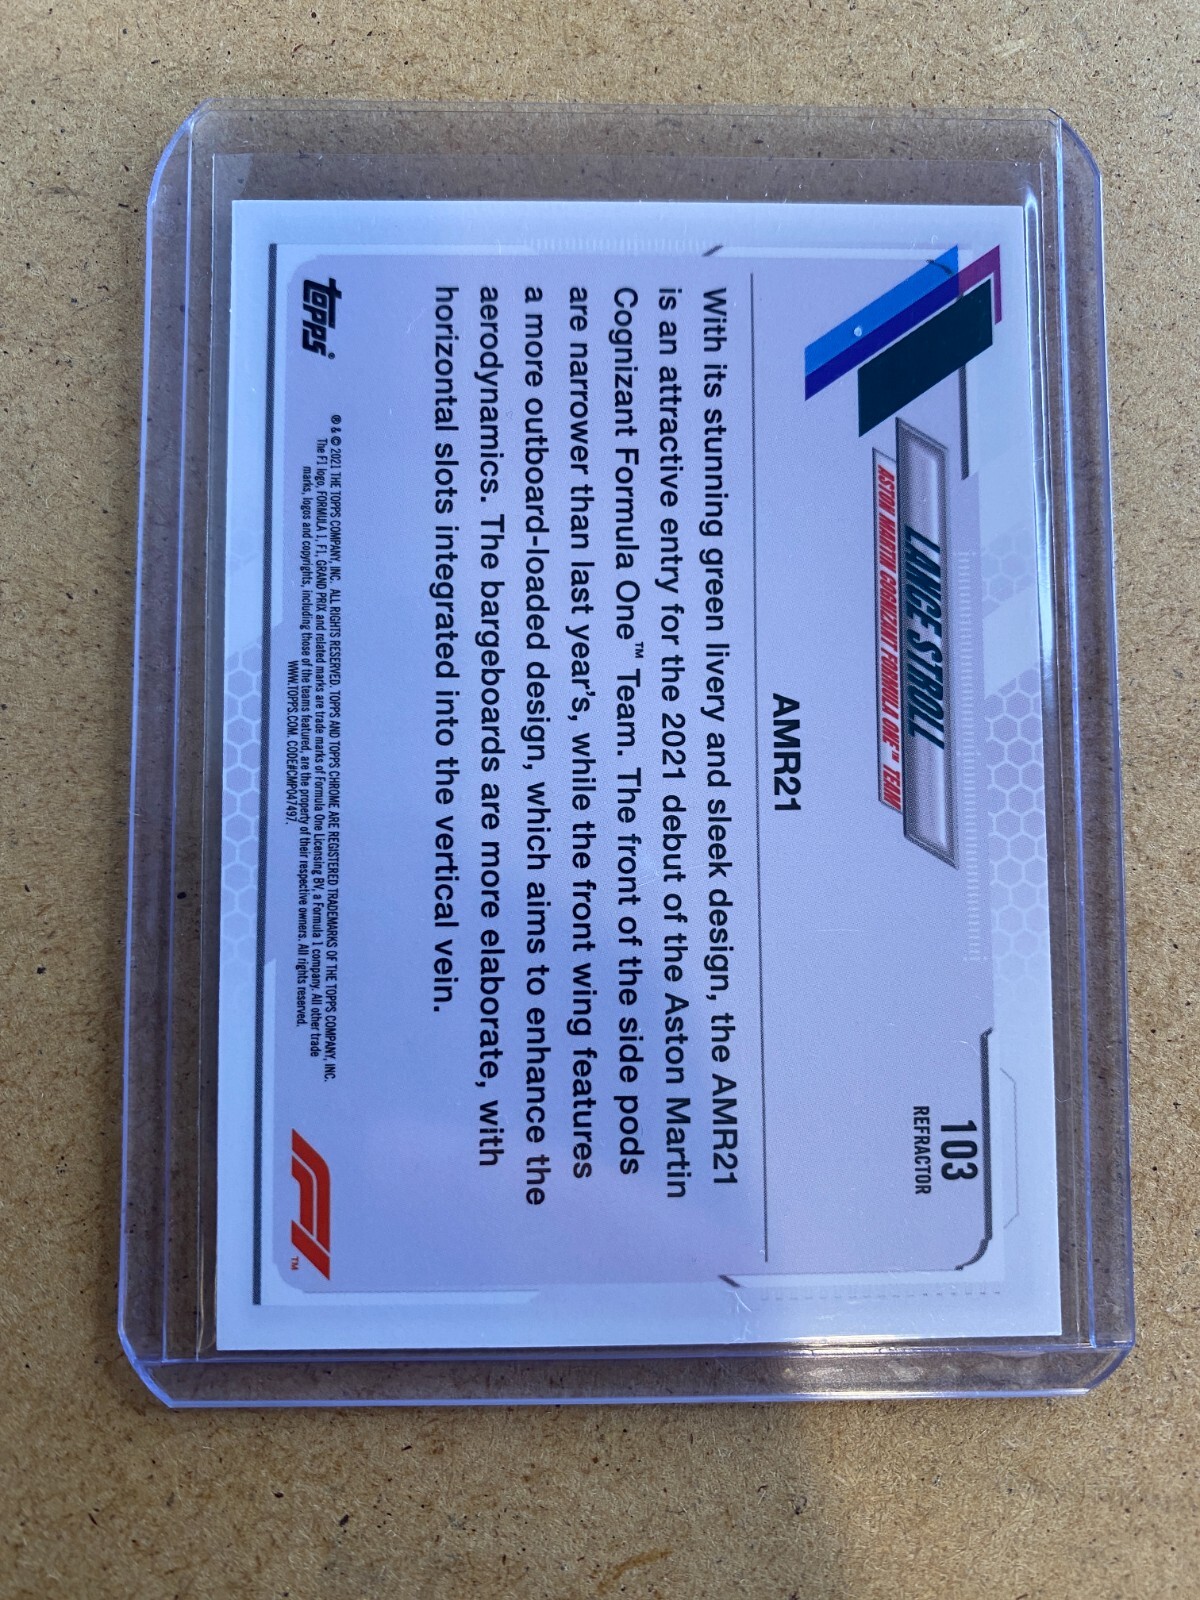 103
REFRACTOR
LANCE STROLL
ASTON MARTIN COGNIZANT FORMULA ONE™ TEAM
AMR21
With its stunning green livery and sleek design, the AMR21
is an attractive entry for the 2021 debut of the Aston Martin
Cognizant Formula One™ Team. The front of the side pods
are narrower than last year's, while the front wing features
a more outboard-loaded design, which aims to enhance the
aerodynamics. The bargeboards are more elaborate, with
horizontal slots integrated into the vertical vein.
topps®
® & © 2021 THE TOPPS COMPANY, INC. ALL RIGHTS RESERVED. TOPPS AND TOPPS CHROME ARE REGISTERED TRADEMARKS OF THE TOPPS COMPANY, INC.
The F1 logo, FORMULA 1, F1, GRAND PRIX and related marks are trade marks of Formula One Licensing BV, a Formula 1 company. All other trade
marks, logos and copyrights, including those of the teams featured, are the property of their respective owners. All rights reserved.
WWW.TOPPS.COM. CODE#CMP047497.
F1™